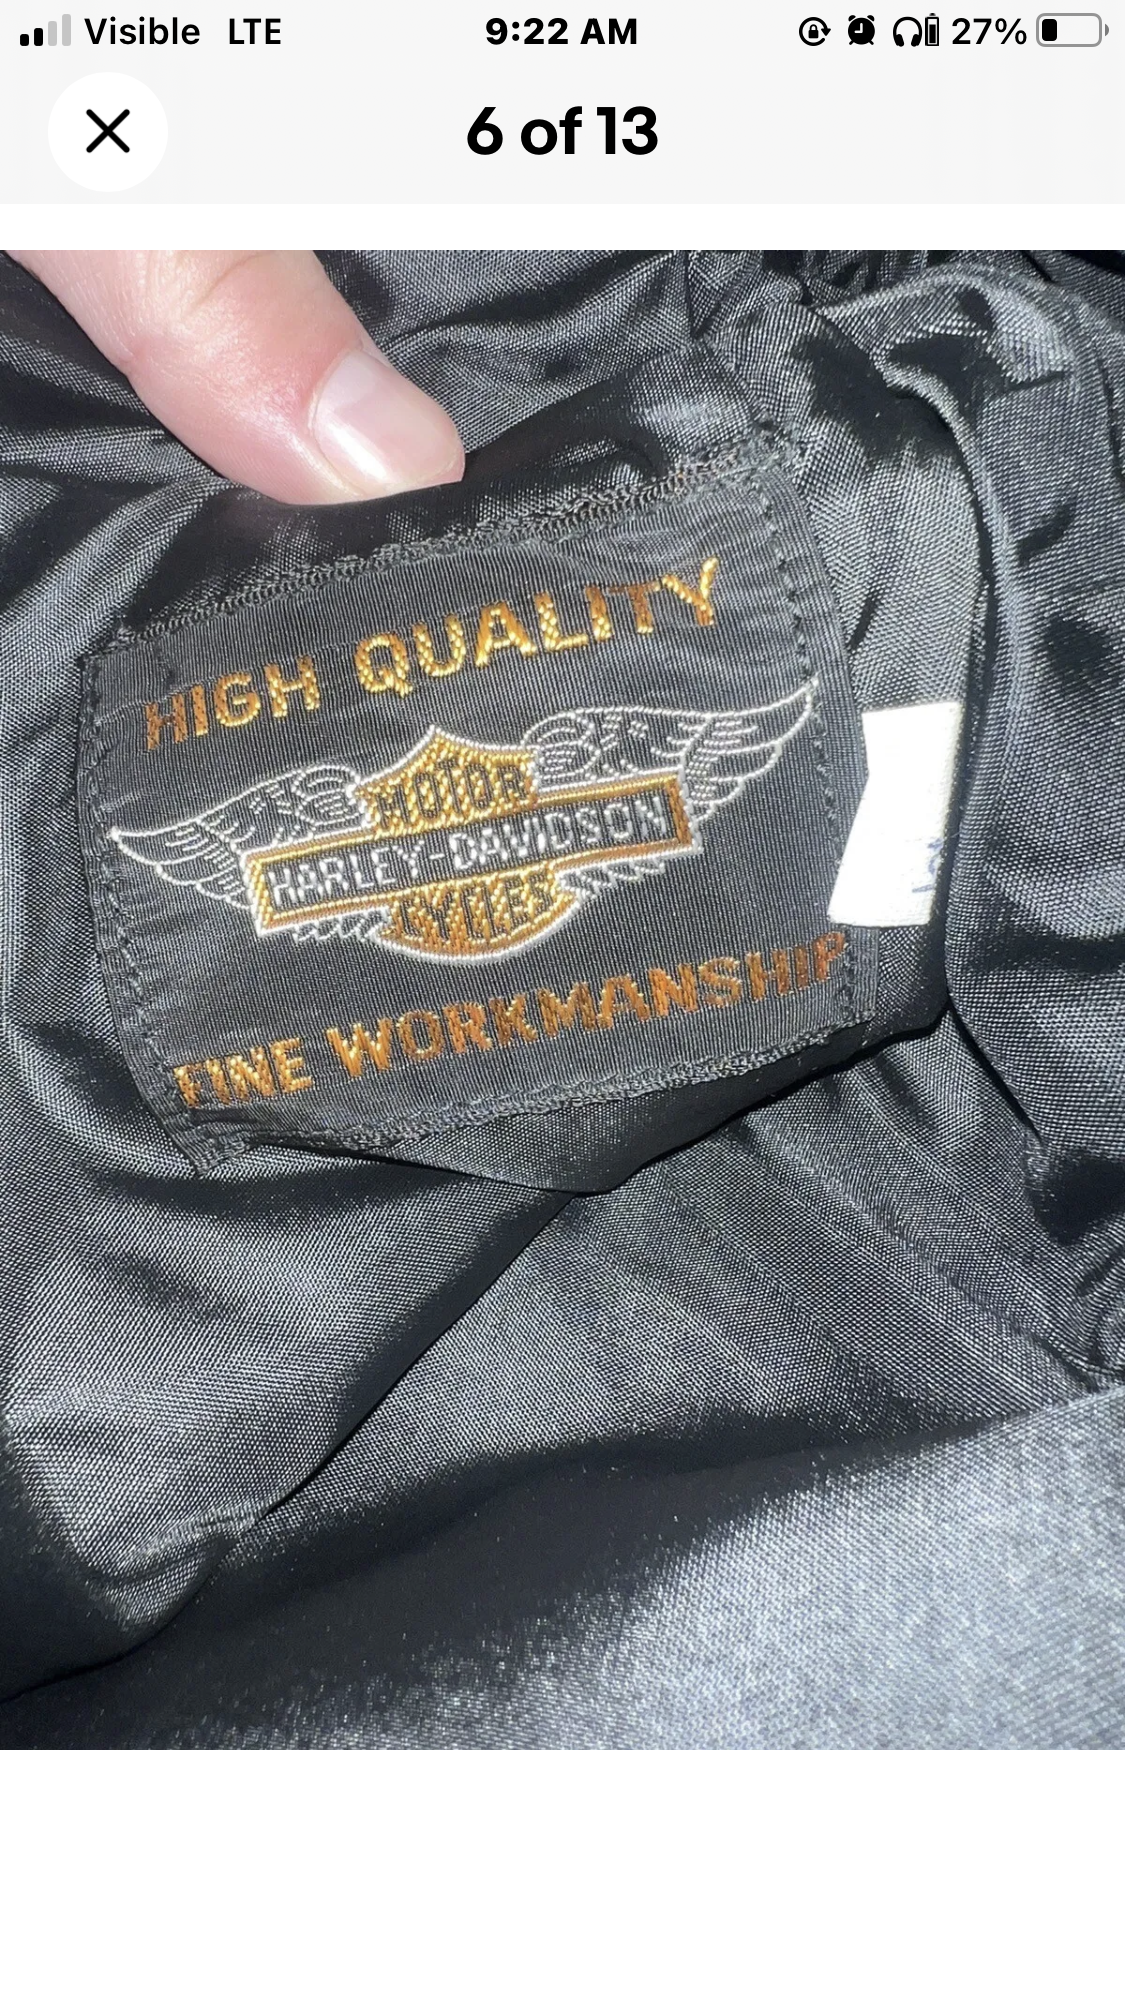 Visible LTE
9:22 AM
27%
6 of 13
HIGH QUALITY
MOTOR
HARLEY-DAVIDSON
CYCLES
FINE WORKMANSHIP